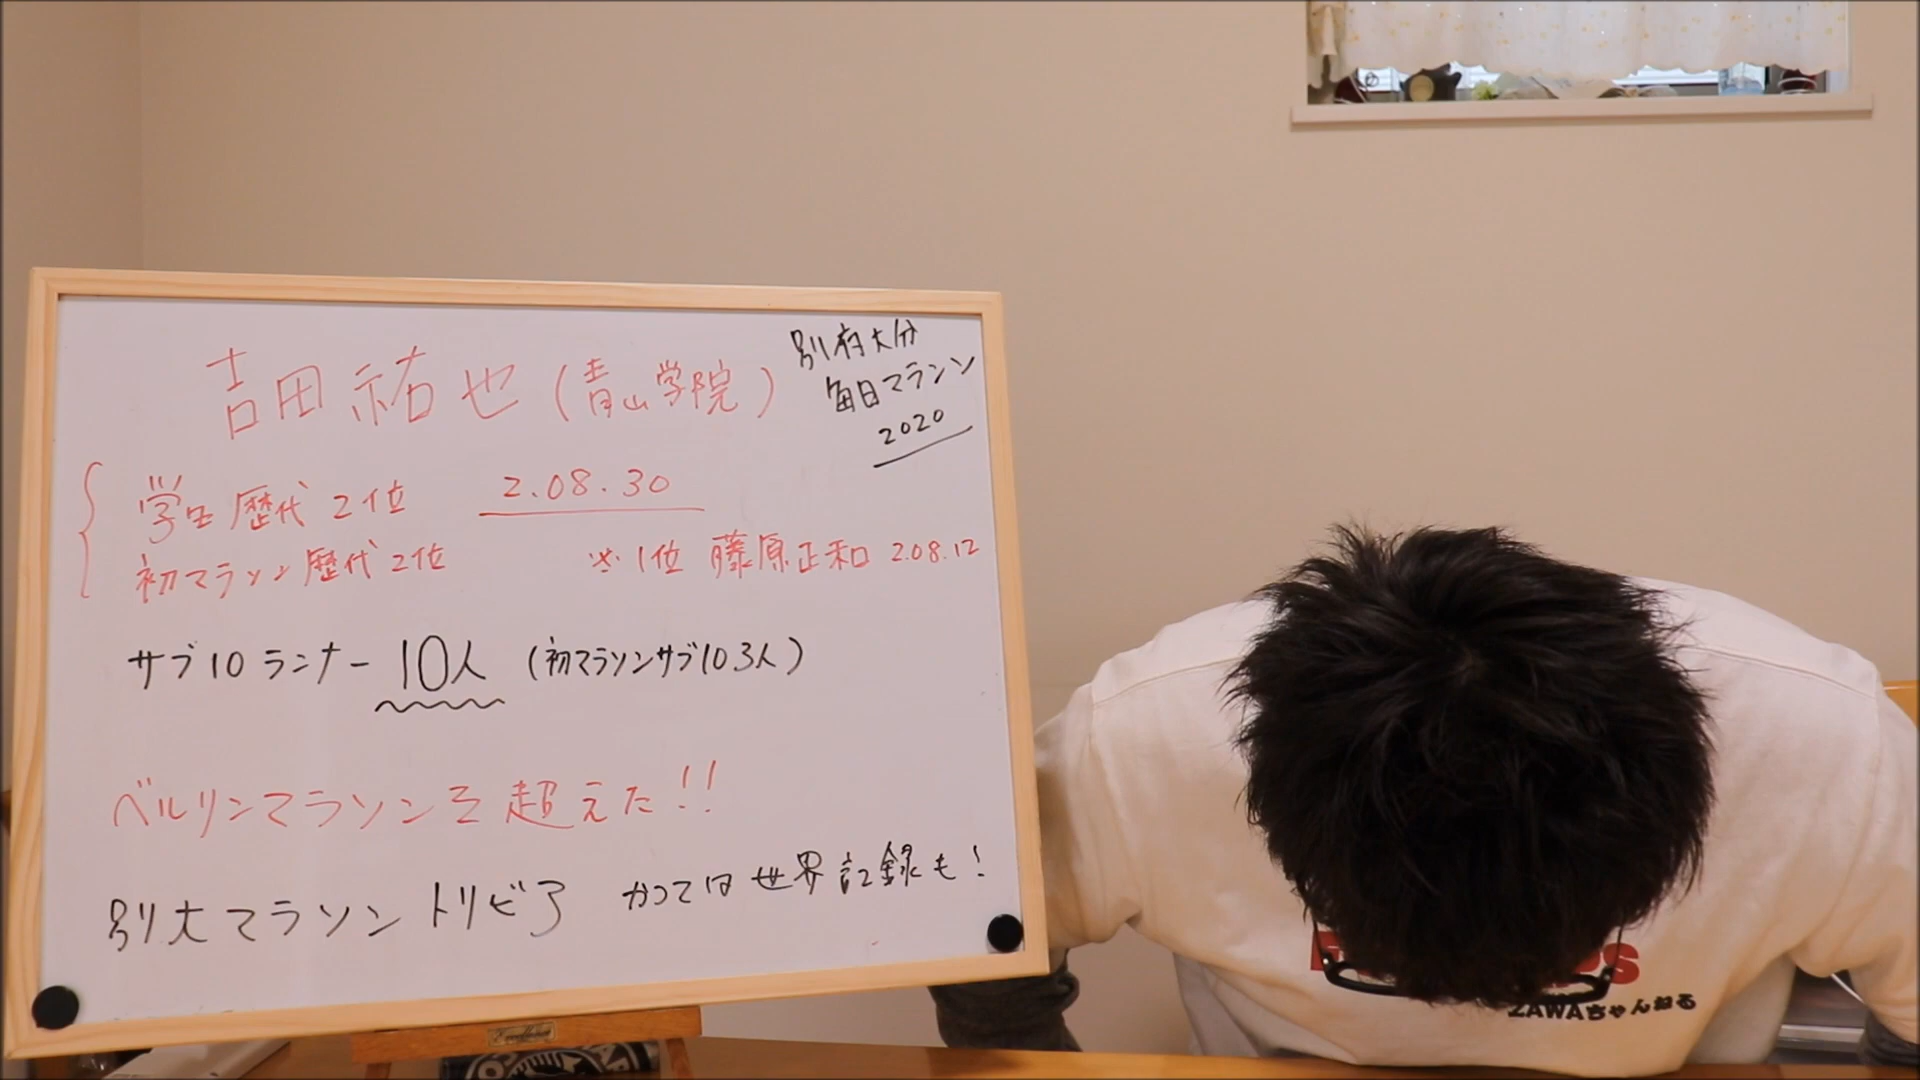 吉田祐也(青山学院)
別府大分
毎日マラソン
2020
学生歴代2位 2.08.30
初マラソン歴代2位 ※1位 藤原正和 2.08.12
サブ10ランナー 10人 (初マラソンサブ10 3人)
ベルリンマラソンを超えた!!
別大マラソントリビア かつては世界記録も!
ZAWAちゃんねる